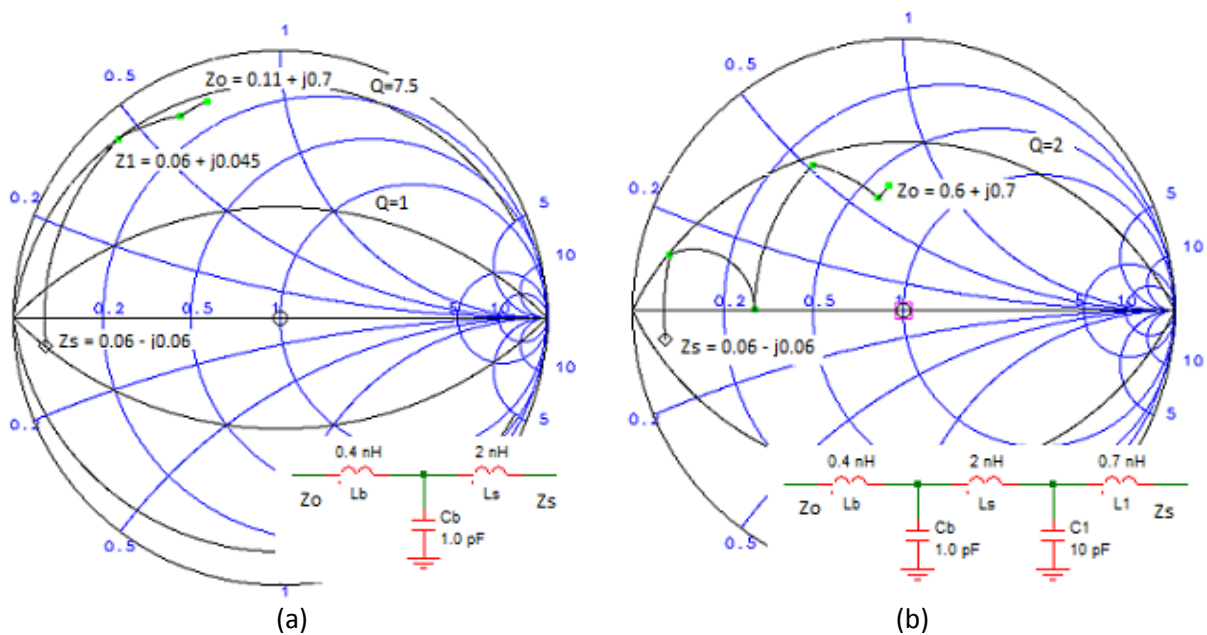 1
0.5
Zo = 0.11 + j0.7
Q=7.5
Z1 = 0.06 + j0.045
0.2
Q=1
5
10
0.2
0.5
1
5
10
Zs = 0.06 - j0.06
10
0.2
5
0.4 nH
2 nH
Zo
Lb
Ls
Zs
Cb
1.0 pF
0.5
1
(a)
1
0.5
Q=2
Zo = 0.6 + j0.7
0.2
5
10
0.2
0.5
1
5
10
Zs = 0.06 - j0.06
10
0.2
5
0.4 nH
2 nH
0.7 nH
Zo
Lb
Ls
L1
Zs
Cb
1.0 pF
C1
10 pF
0.5
(b)